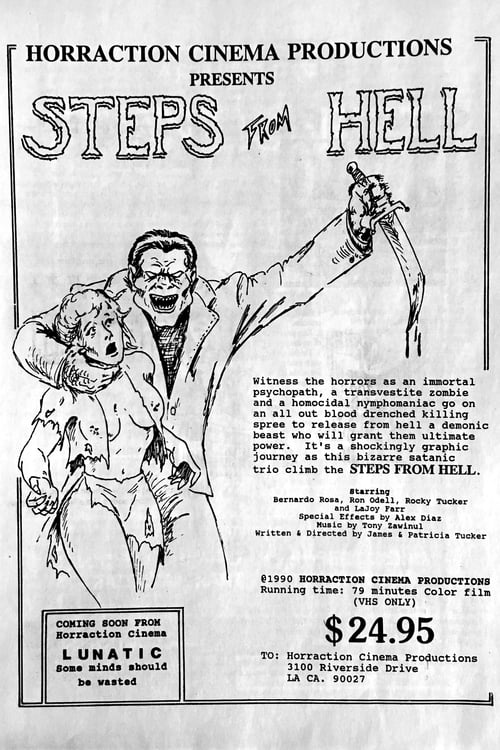 HORRACTION CINEMA PRODUCTIONS
PRESENTS
STEPS FROM HELL
Witness the horrors as an immortal
psychopath, a transvestite zombie
and a homocidal nymphomaniac go on
an all out blood drenched killing
spree to release from hell a demonic
beast who will grant them ultimate
power. It's a shockingly graphic
journey as this bizarre satanic
trio climb the STEPS FROM HELL.
Starring
Bernardo Rosa, Ron Odell, Rocky Tucker
and LaJoy Farr
Special Effects by Alex Diaz
Music by Tony Zawinul
Written & Directed by James & Patricia Tucker
©1990 HORRACTION CINEMA PRODUCTIONS
Running time: 79 minutes Color film
(VHS ONLY)
$24.95
TO: Horraction Cinema Productions
3100 Riverside Drive
LA CA. 90027
COMING SOON FROM
Horraction Cinema
LUNATIC
Some minds should
be wasted